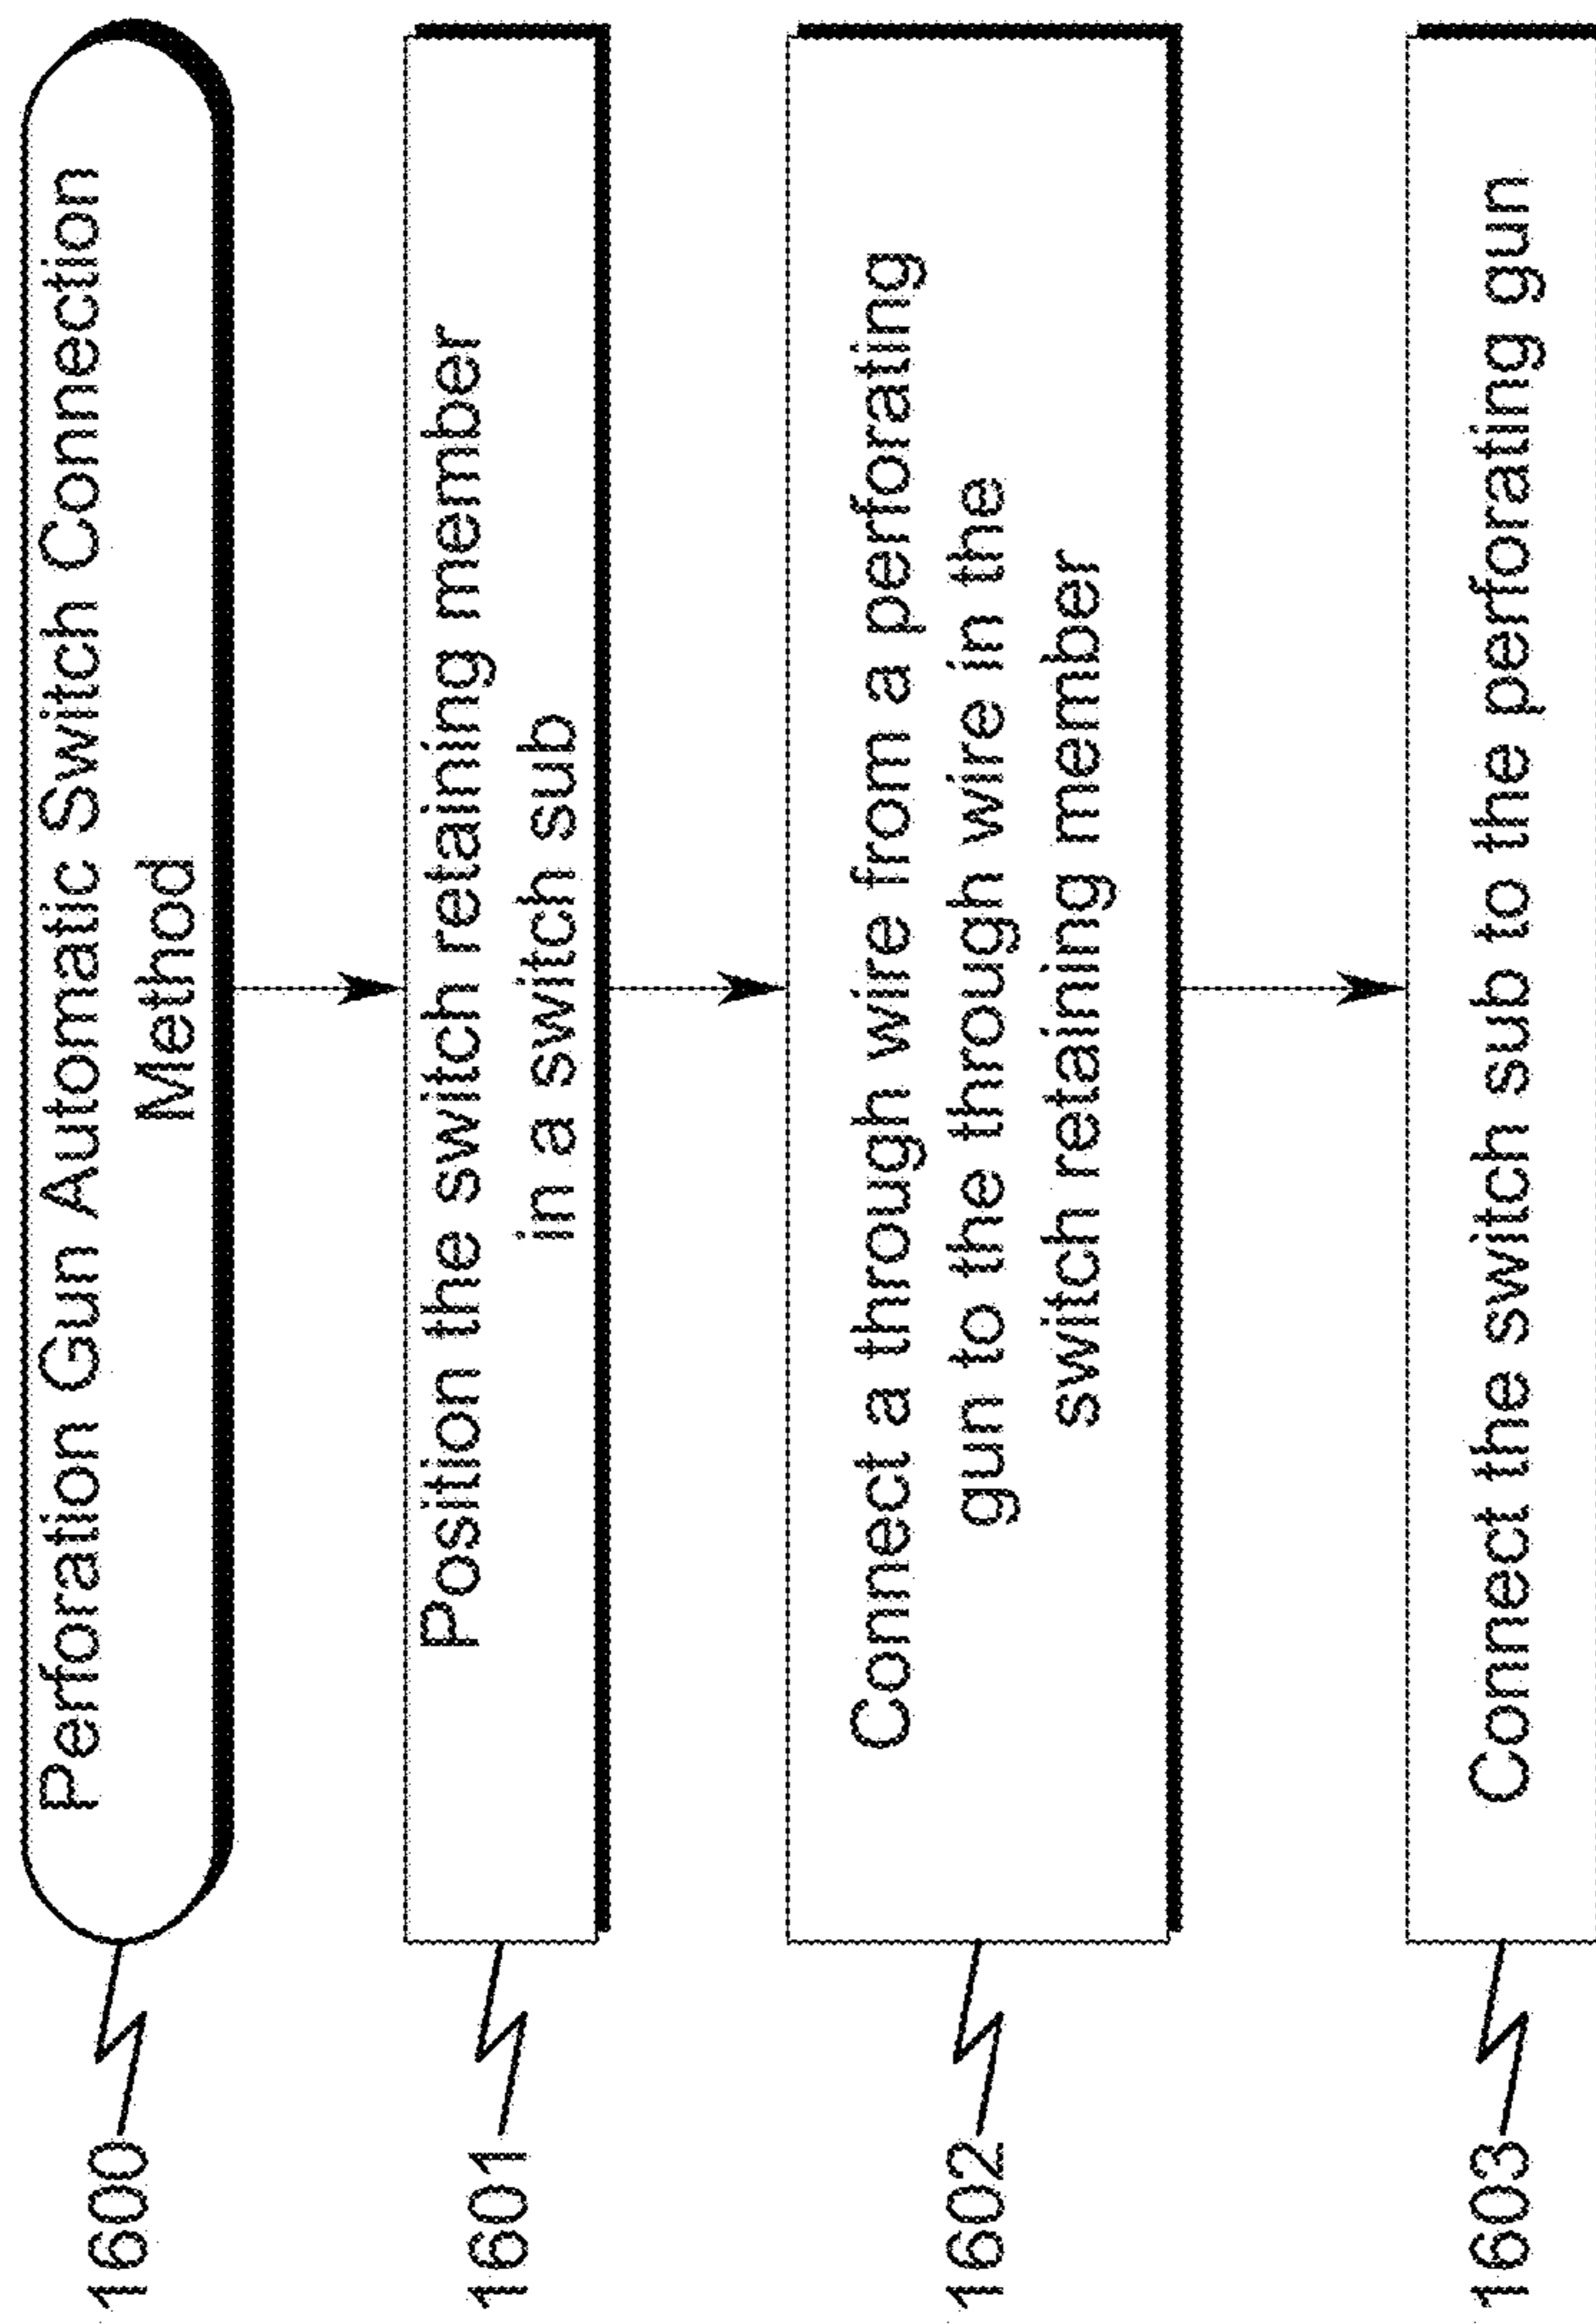 1600
Perforation Gun Automatic Switch Connection
Method
1601
Position the switch retaining member
in a switch sub
1602
Connect a through wire from a perforating
gun to the through wire in the
switch retaining member
1603
Connect the switch sub to the perforating gun